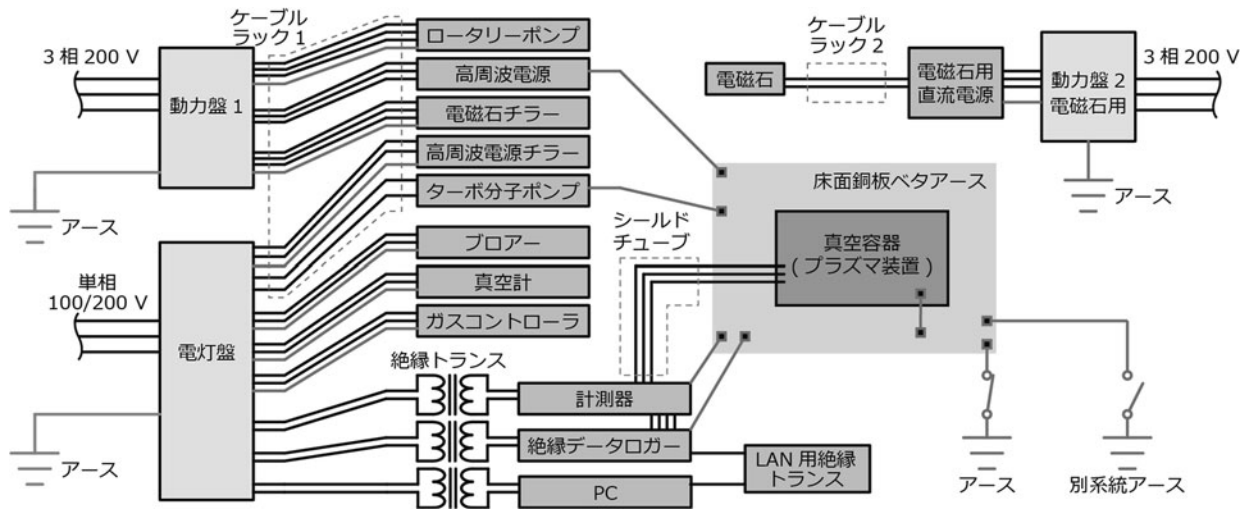 ケーブル
ラック 1
3 相 200 V
動力盤 1
アース
ロータリーポンプ
高周波電源
電磁石チラー
高周波電源チラー
ターボ分子ポンプ
ブロアー
真空計
ガスコントローラ
単相
100/200 V
電灯盤
アース
絶縁トランス
計測器
絶縁データロガー
PC
LAN 用絶縁
トランス
シールド
チューブ
床面銅板ベタアース
真空容器
( プラズマ装置 )
アース
別系統アース
ケーブル
ラック 2
電磁石
電磁石用
直流電源
動力盤 2
電磁石用
3 相 200 V
アース